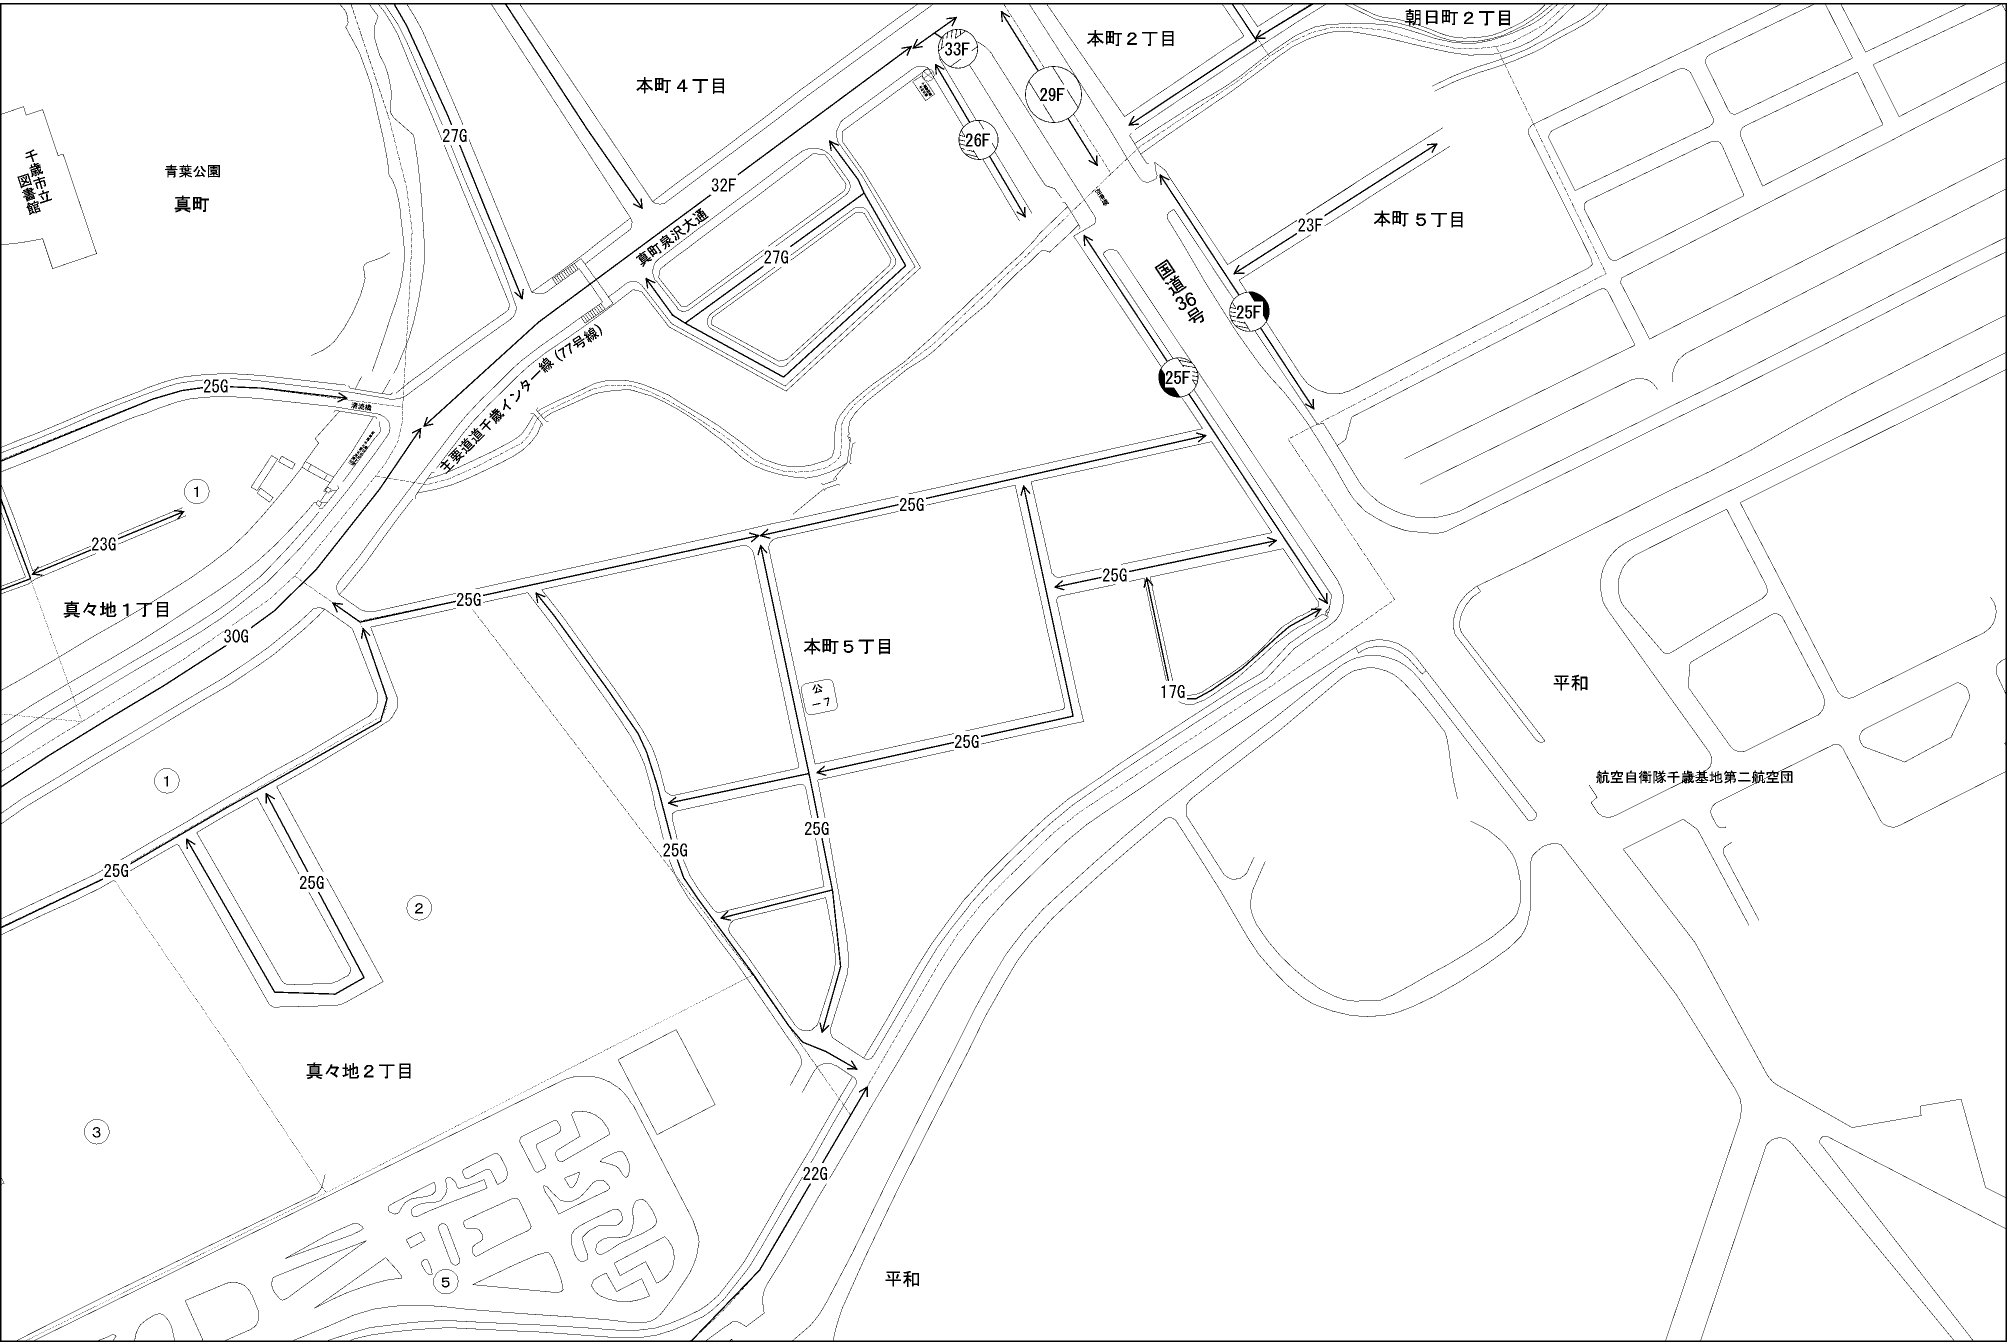 朝日町２丁目
本町２丁目
33F
29F
本町４丁目
27G
26F
千歳市立
図書館
青葉公園
真町
32F
真町泉沢大通
23F
本町５丁目
27G
国道36号
25F
25F
主要道道千歳インター線（77号線）
25G
清流橋
1
25G
23G
25G
25G
真々地１丁目
30G
本町５丁目
公
－７
17G
平和
25G
1
航空自衛隊千歳基地第二航空団
25G
25G
25G
25G
2
真々地２丁目
3
22G
5
平和